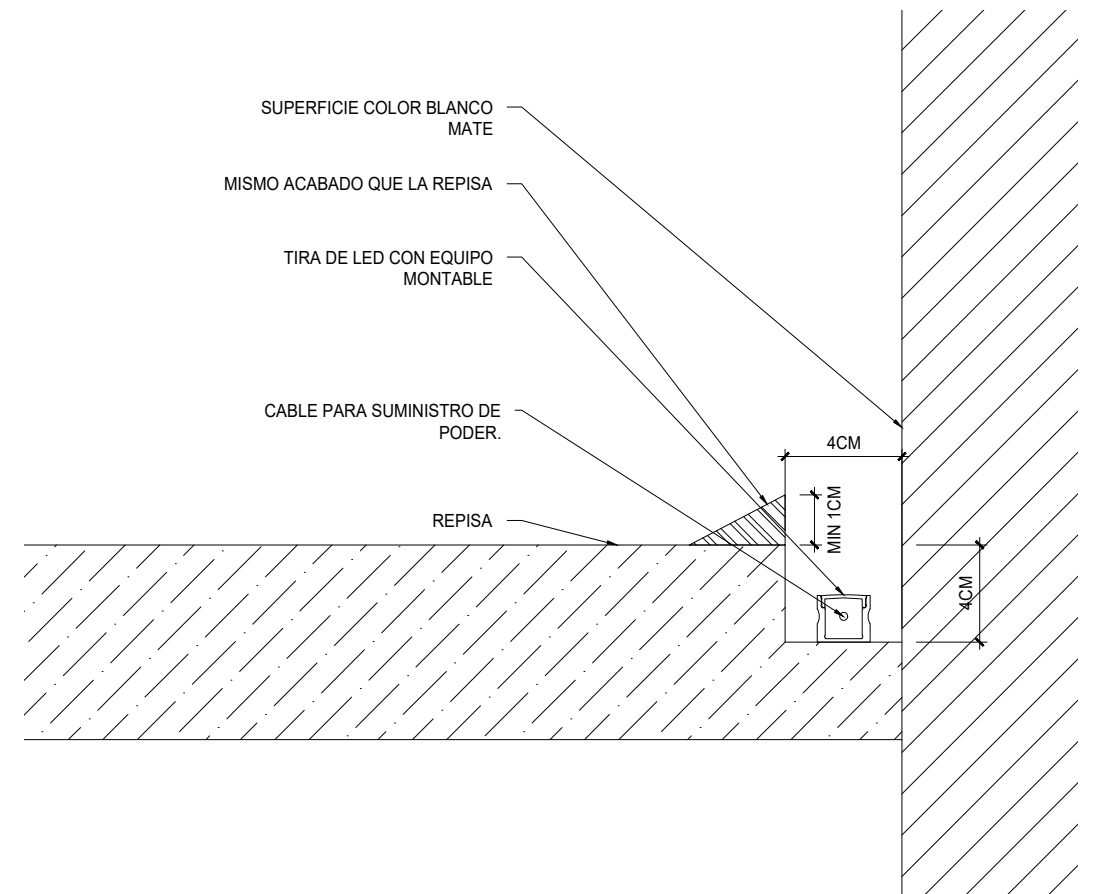 SUPERFICIE COLOR BLANCO
MATE
MISMO ACABADO QUE LA REPISA
TIRA DE LED CON EQUIPO
MONTABLE
CABLE PARA SUMINISTRO DE
PODER.
4CM
MIN 1CM
REPISA
4CM